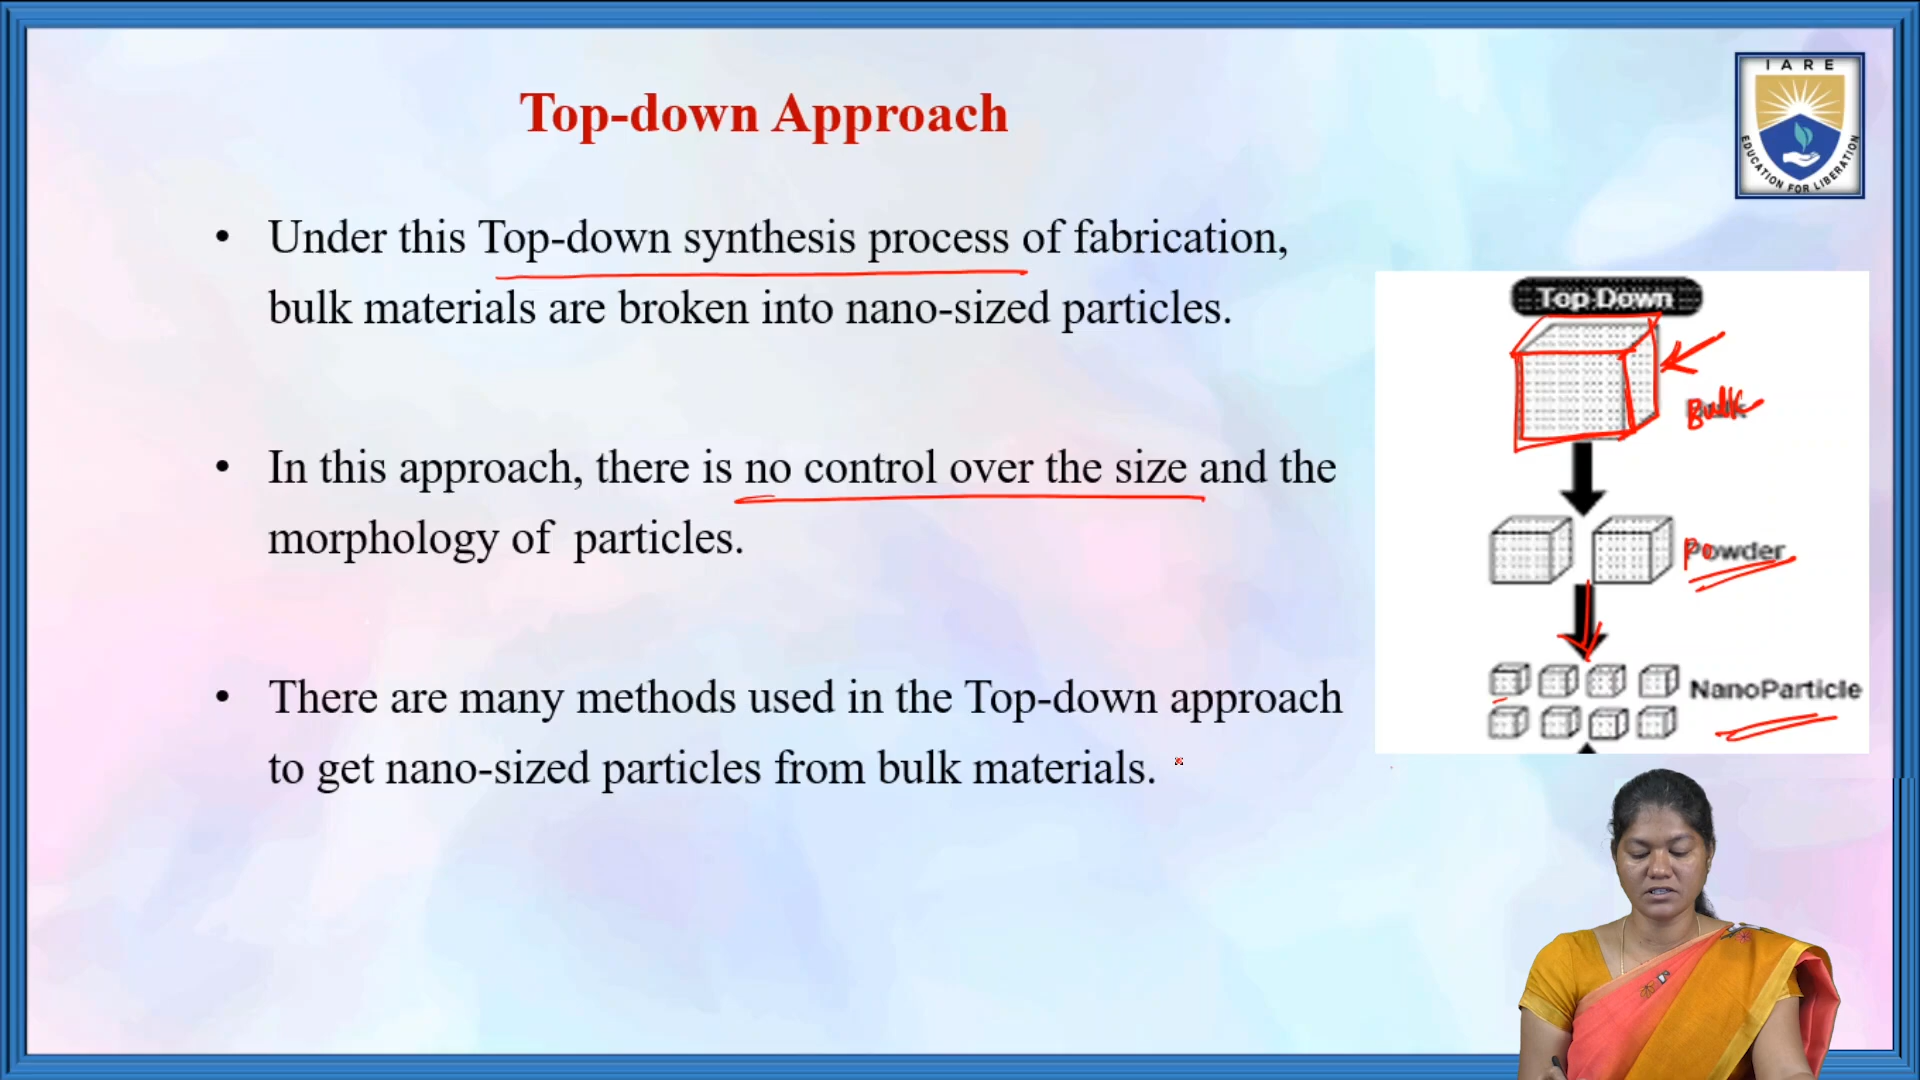 Top-down Approach
IARE
EDUCATION FOR LIBERATION
• Under this Top-down synthesis process of fabrication,
bulk materials are broken into nano-sized particles.
• In this approach, there is no control over the size and the
morphology of particles.
• There are many methods used in the Top-down approach
to get nano-sized particles from bulk materials.
Top Down
Bulk
Powder
NanoParticle